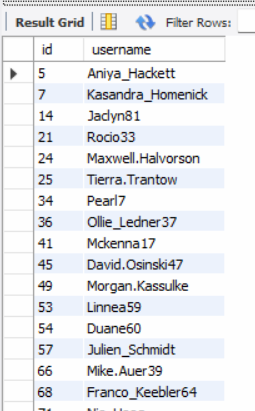 Result Grid Filter Rows:
id username
5 Aniya_Hackett
7 Kasandra_Homenick
14 Jaclyn81
21 Rocio33
24 Maxwell.Halvorson
25 Tierra.Trantow
34 Pearl7
36 Ollie_Ledner37
41 Mckenna17
45 David.Osinski47
49 Morgan.Kassulke
53 Linnea59
54 Duane60
57 Julien_Schmidt
66 Mike.Auer39
68 Franco_Keebler64